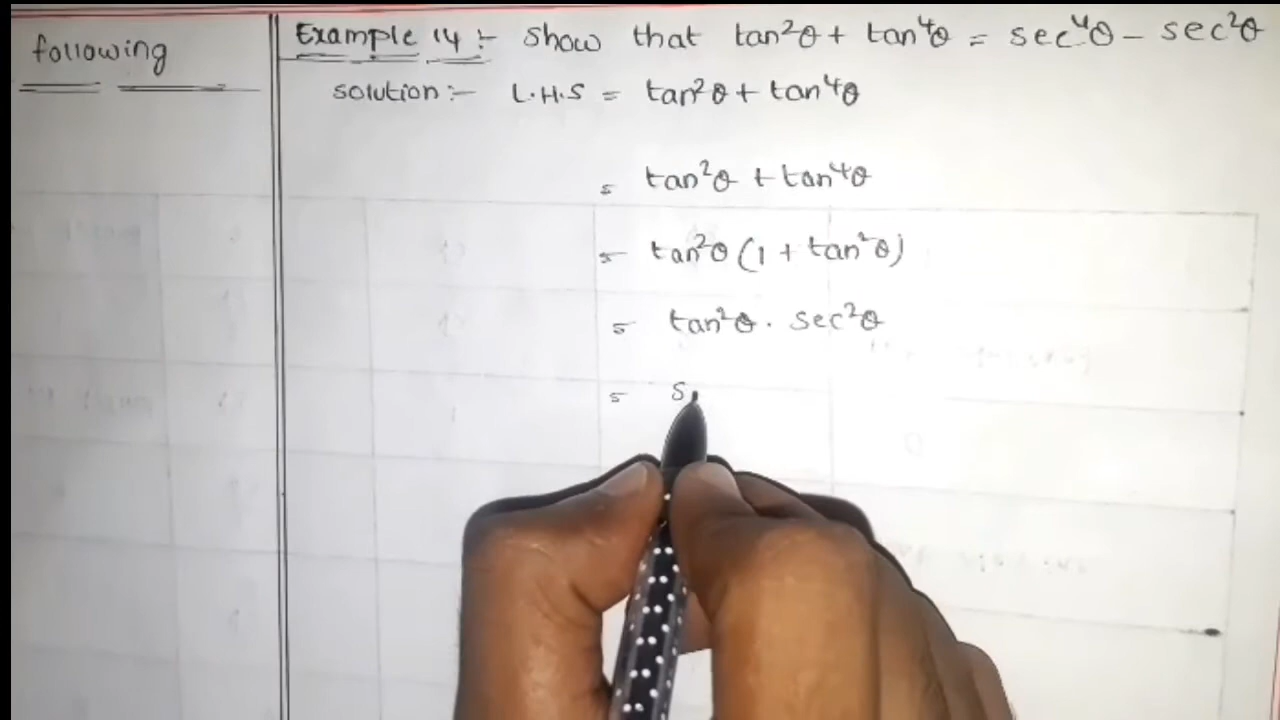 following
Example 14:- Show that tan²θ + tan⁴θ = sec⁴θ - sec²θ
solution:- L.H.S = tan²θ + tan⁴θ
= tan²θ + tan⁴θ
= tan²θ (1 + tan²θ)
= tan²θ . sec²θ
= s